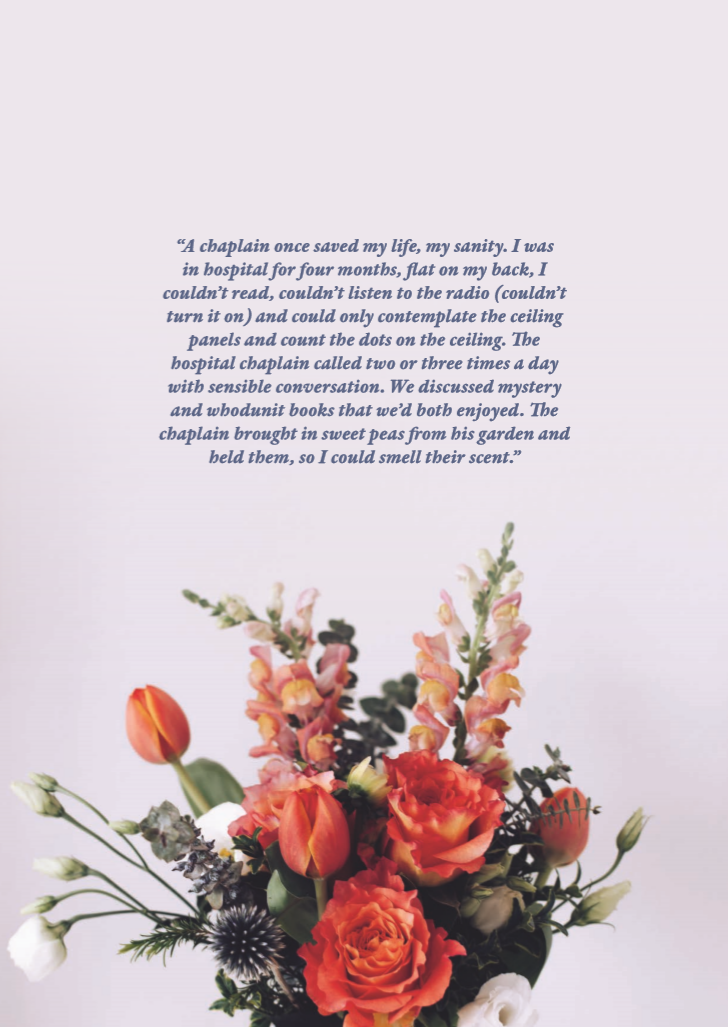 “A chaplain once saved my life, my sanity. I was
in hospital for four months, flat on my back, I
couldn’t read, couldn’t listen to the radio (couldn’t
turn it on) and could only contemplate the ceiling
panels and count the dots on the ceiling. The
hospital chaplain called two or three times a day
with sensible conversation. We discussed mystery
and whodunit books that we’d both enjoyed. The
chaplain brought in sweet peas from his garden and
held them, so I could smell their scent.”